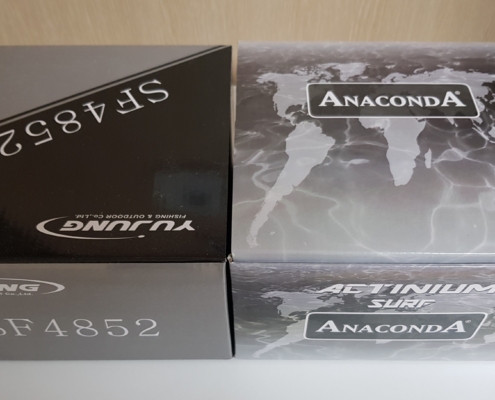 SF4852
YUJUNG
FISHING & OUTDOOR Co.,Ltd.
SF4852
ANACONDA
ACTINIUM
SURF
ANACONDA